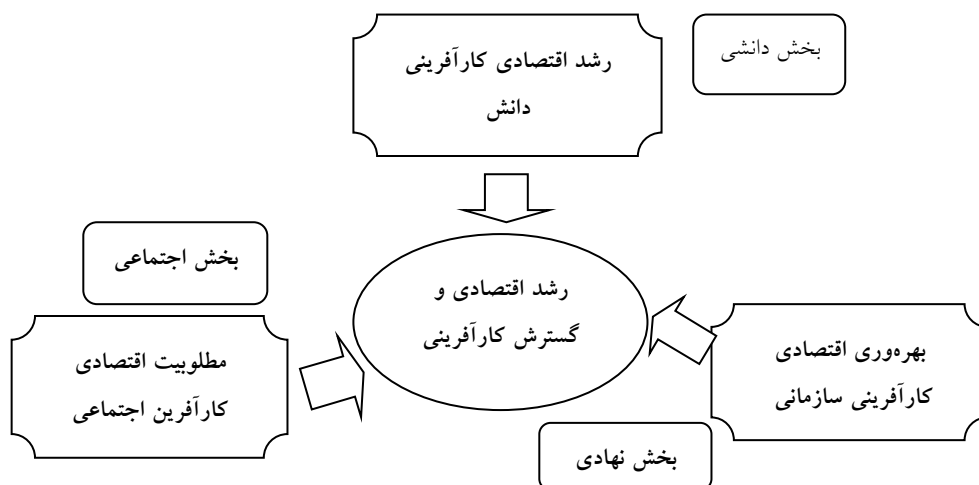 بخش دانشی
رشد اقتصادی کارآفرینی
دانش
بخش اجتماعی
رشد اقتصادی و
گسترش کارآفرینی
بهره‌وری اقتصادی
کارآفرینی سازمانی
مطلوبیت اقتصادی
کارآفرین اجتماعی
بخش نهادی